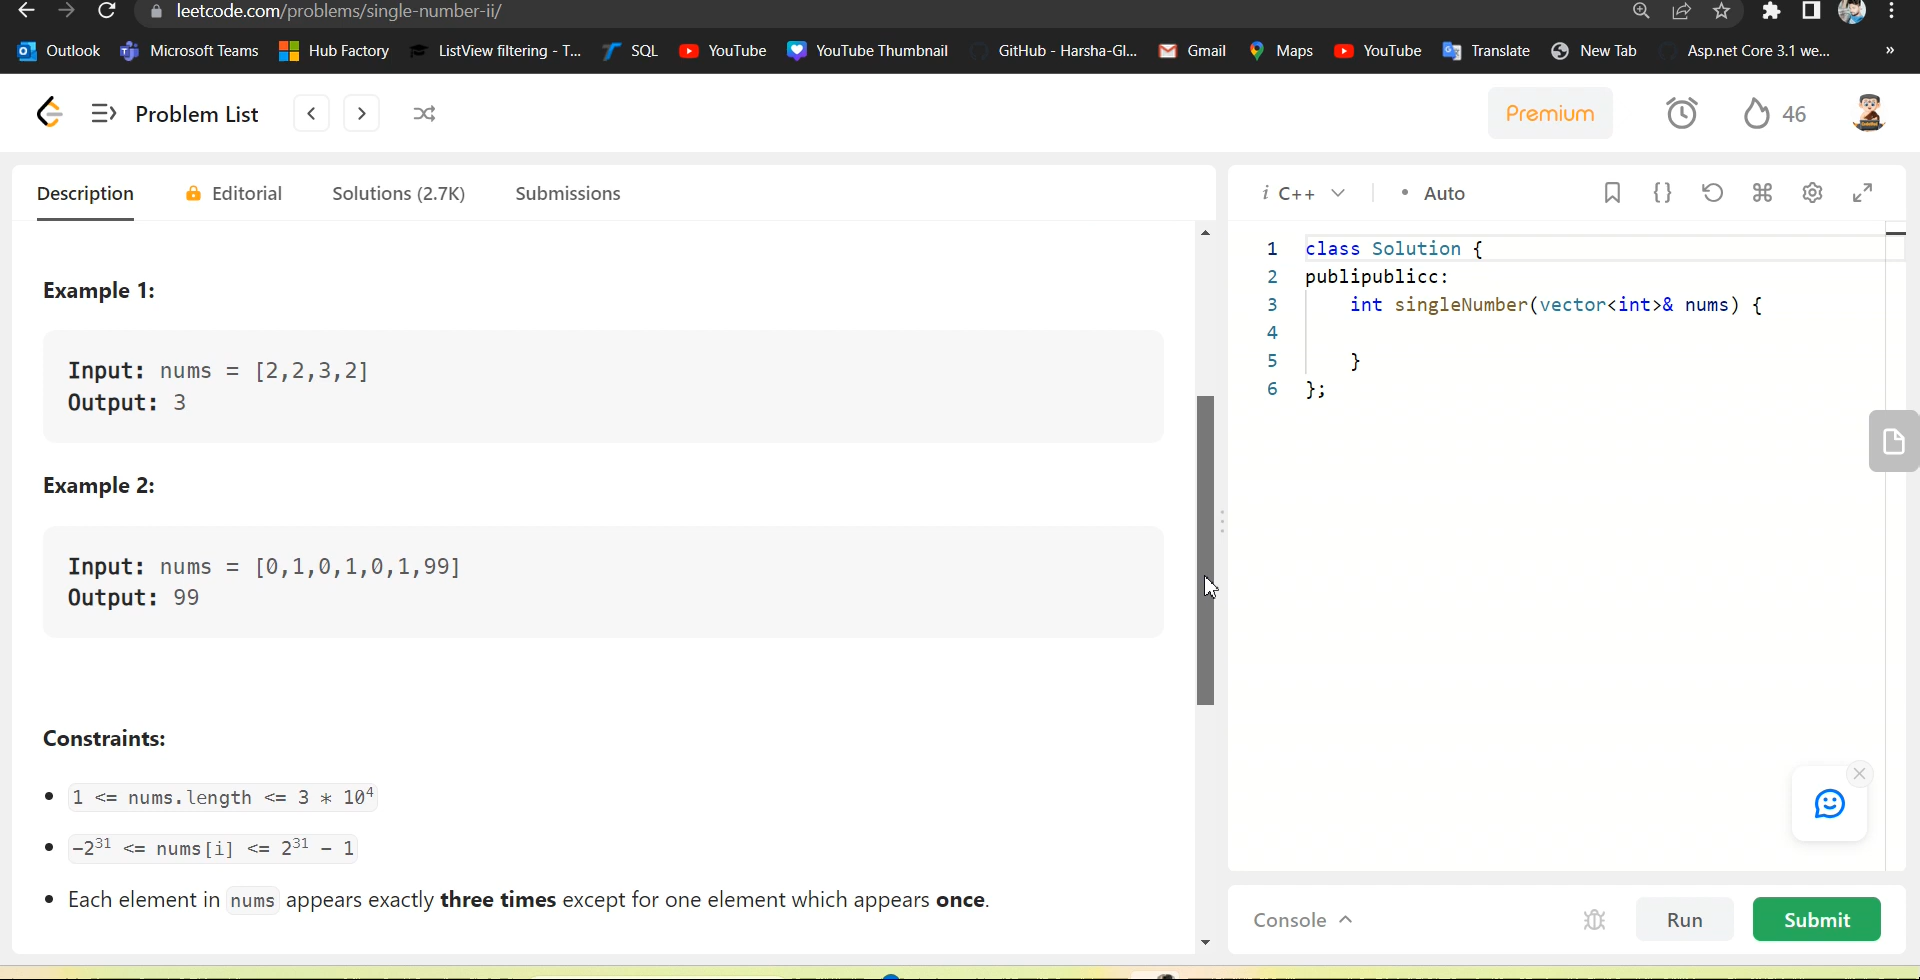 leetcode.com/problems/single-number-ii/
Outlook Microsoft Teams Hub Factory ListView filtering - T... SQL YouTube YouTube Thumbnail GitHub - Harsha-Gl... Gmail Maps YouTube Translate New Tab Asp.net Core 3.1 we... »
Problem List
Premium
46
Description Editorial Solutions (2.7K) Submissions
Example 1:
Input: nums = [2,2,3,2]
Output: 3
Example 2:
Input: nums = [0,1,0,1,0,1,99]
Output: 99
Constraints:
• 1 <= nums.length <= 3 * 10⁴
• -2³¹ <= nums[i] <= 2³¹ - 1
• Each element in nums appears exactly three times except for one element which appears once.
i C++ • Auto
1 class Solution {
2 publipublicc:
3 int singleNumber(vector<int>& nums) {
4
5 }
6 };
Console Run Submit